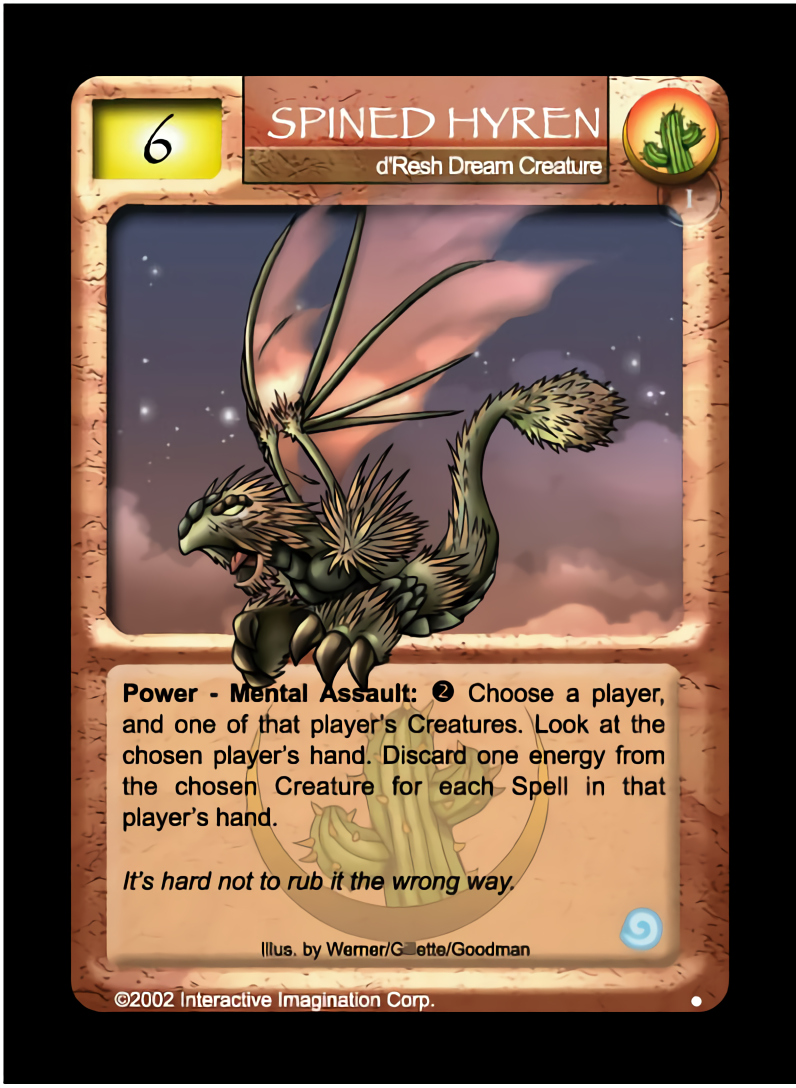 6
SPINED HYREN
d'Resh Dream Creature
I
Power - Mental Assault: ❷ Choose a player,
and one of that player's Creatures. Look at the
chosen player's hand. Discard one energy from
the chosen Creature for each Spell in that
player's hand.
It's hard not to rub it the wrong way.
Illus. by Werner/ /Goodman
©2002 Interactive Imagination Corp.